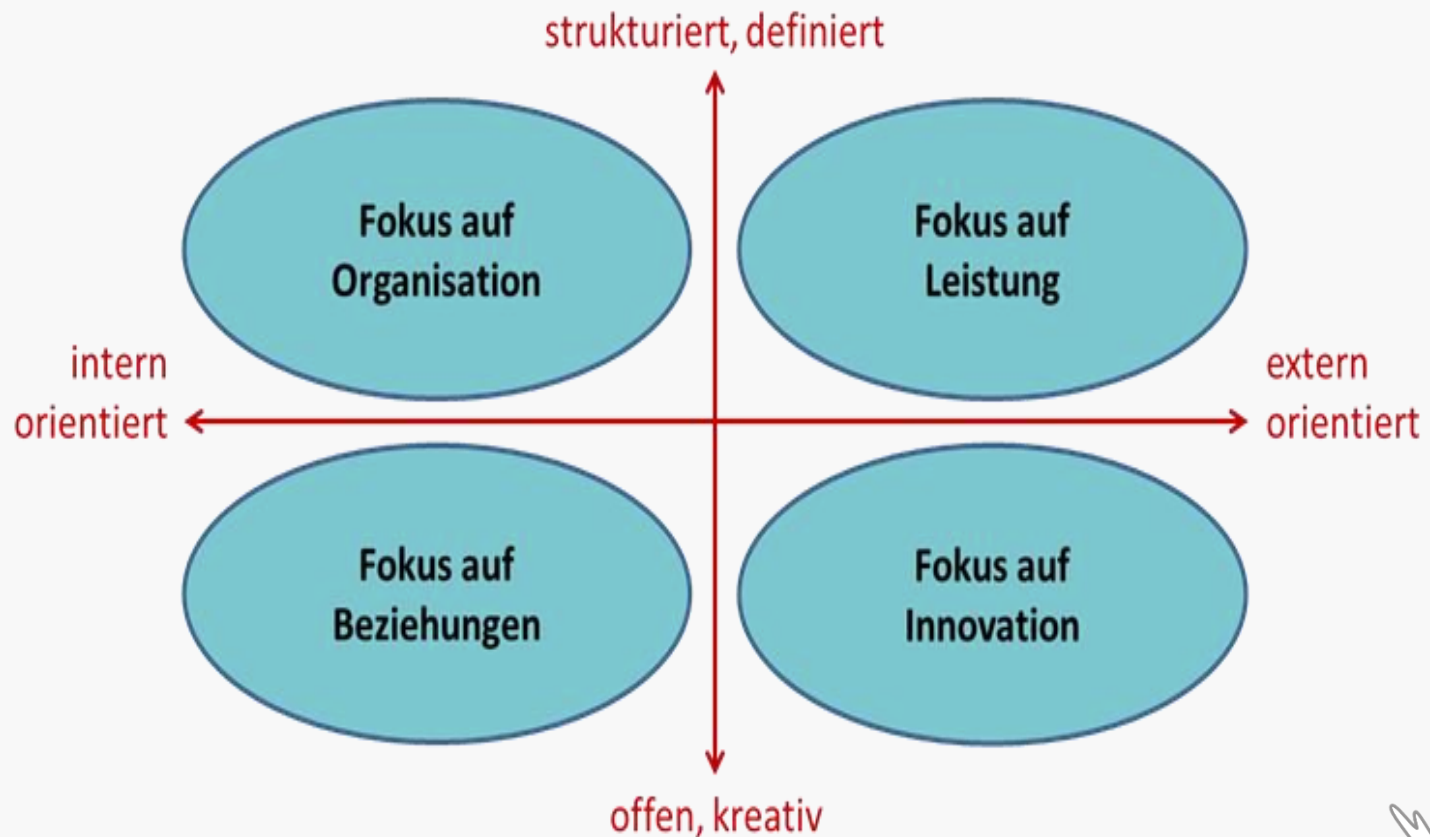 strukturiert, definiert
Fokus auf
Organisation
Fokus auf
Leistung
intern
orientiert
extern
orientiert
Fokus auf
Beziehungen
Fokus auf
Innovation
offen, kreativ